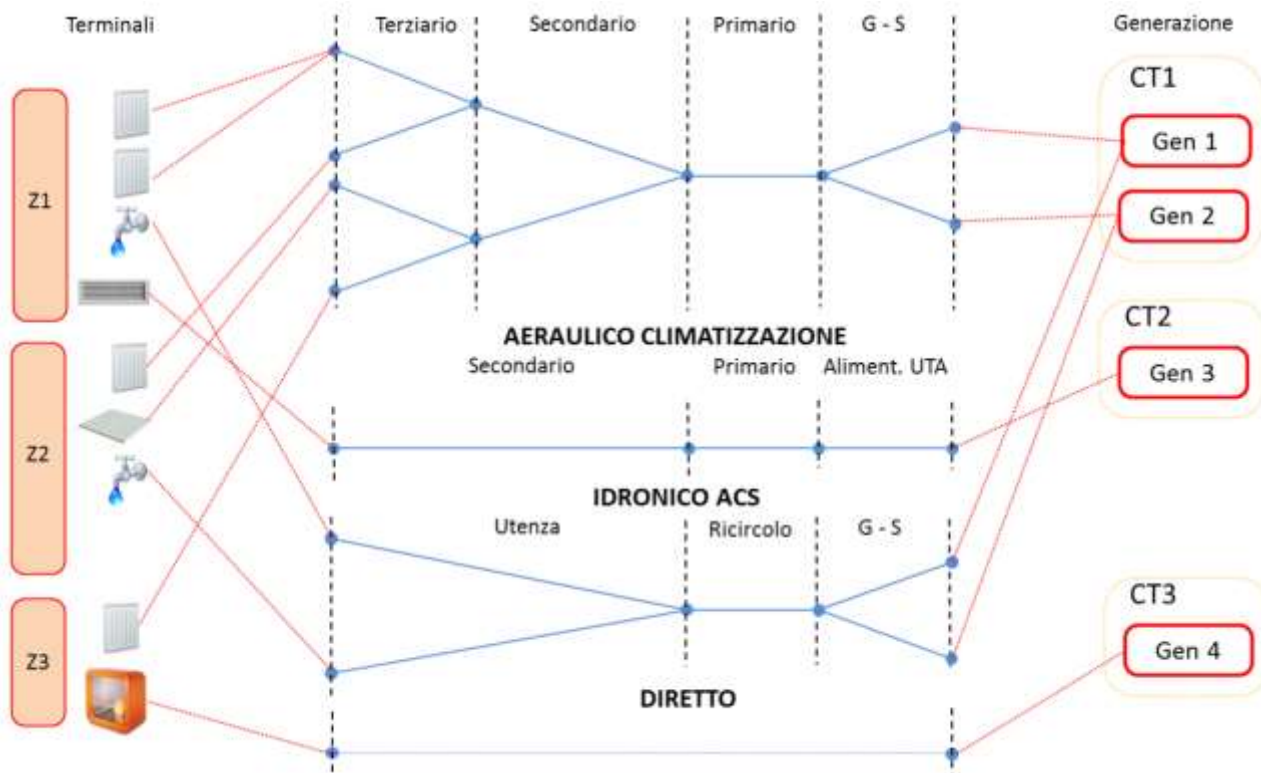 Terminali
Terziario
Secondario
Primario
G - S
Generazione
CT1
Gen 1
Z1
Gen 2
CT2
AERAULICO CLIMATIZZAZIONE
Secondario
Primario
Aliment. UTA
Gen 3
Z2
IDRONICO ACS
Utenza
Ricircolo
G - S
CT3
Gen 4
Z3
DIRETTO